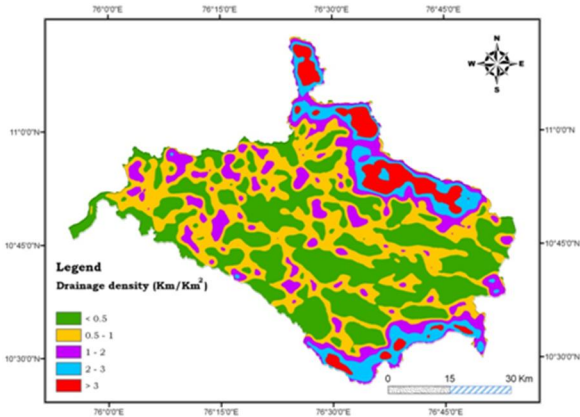 76°0'0"E 76°15'0"E 76°30'0"E 76°45'0"E
N
W E
S
11°0'0"N 11°0'0"N
10°45'0"N 10°45'0"N
Legend
Drainage density (Km/Km²)
< 0.5
0.5 - 1
1 - 2
2 - 3
> 3
10°30'0"N 10°30'0"N
0 15 30 Km
76°0'0"E 76°15'0"E 76°30'0"E 76°45'0"E